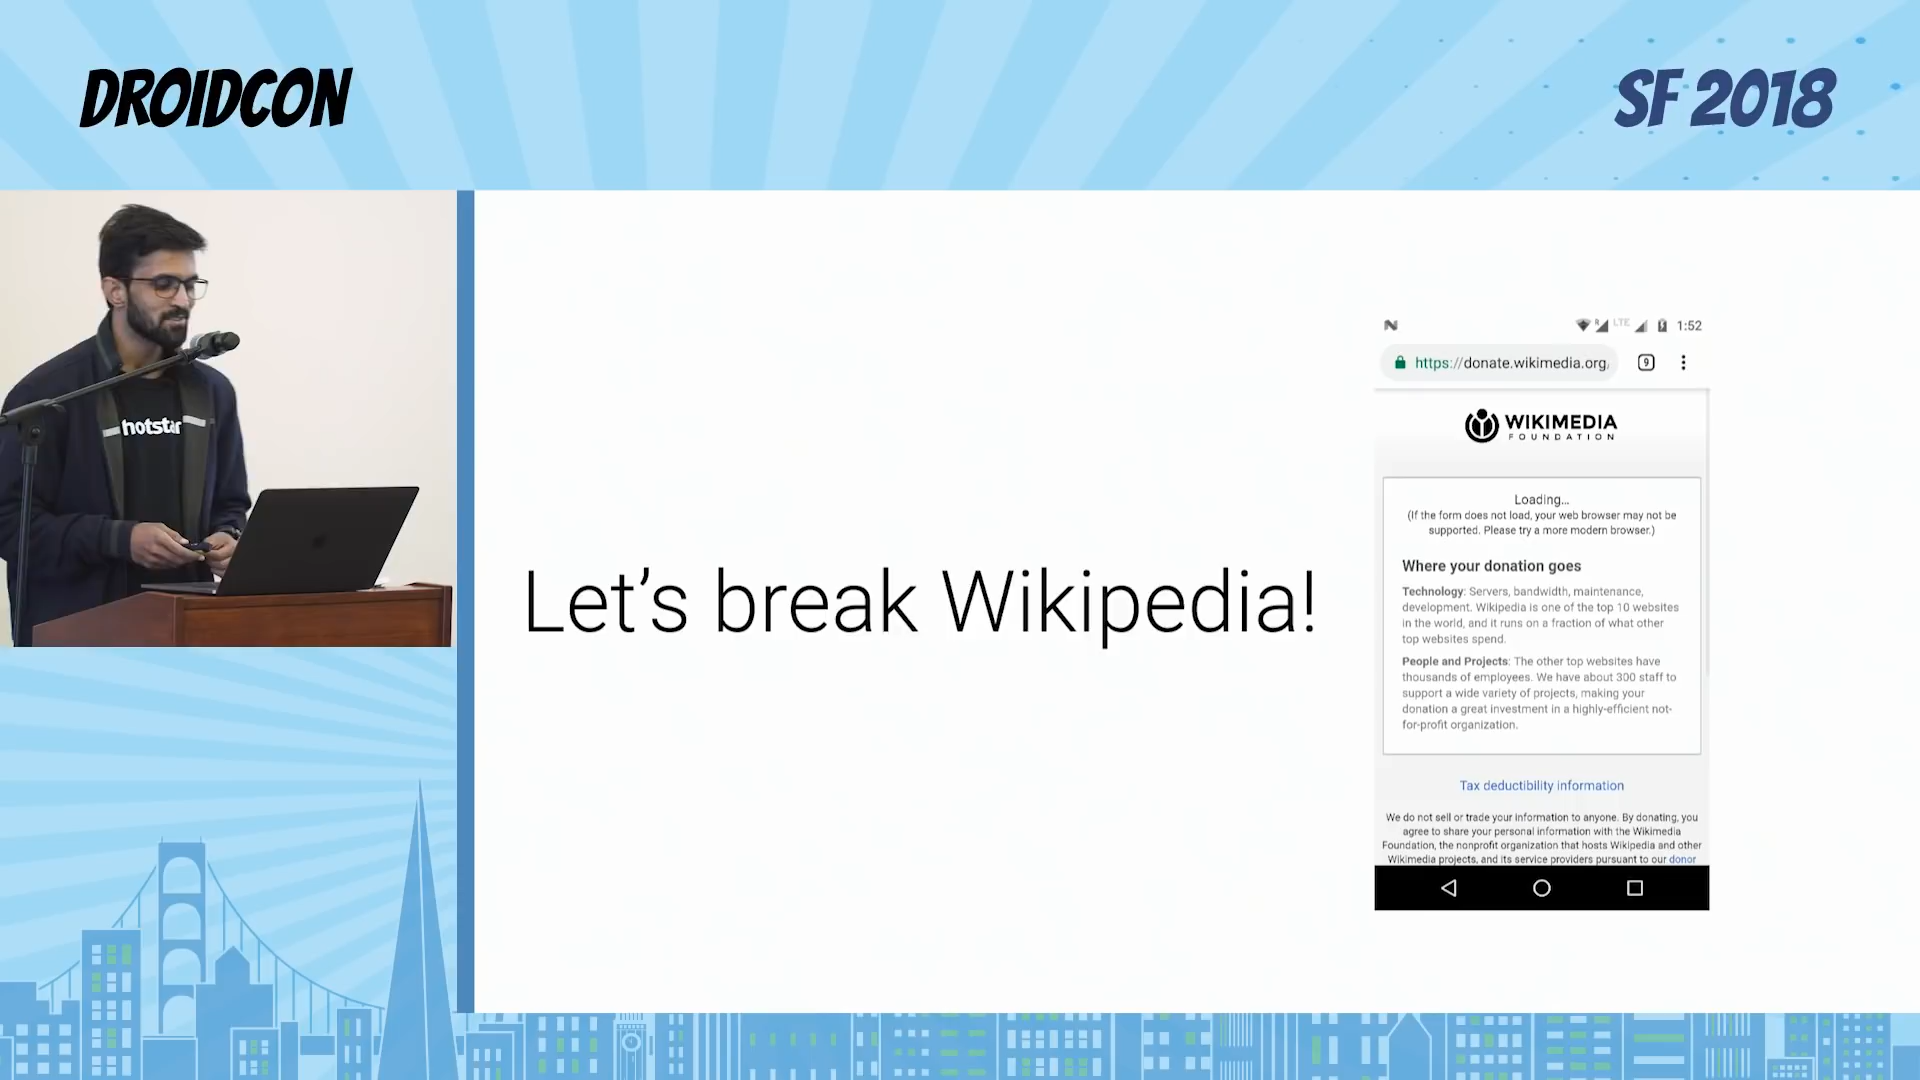 DROIDCON
SF 2018
hotstar
Let's break Wikipedia!
LTE
1:52
https://donate.wikimedia.org/
9
WIKIMEDIA
FOUNDATION
Loading...
(If the form does not load, your web browser may not be
supported. Please try a more modern browser.)
Where your donation goes
Technology: Servers, bandwidth, maintenance,
development. Wikipedia is one of the top 10 websites
in the world, and it runs on a fraction of what other
top websites spend.
People and Projects: The other top websites have
thousands of employees. We have about 300 staff to
support a wide variety of projects, making your
donation a great investment in a highly-efficient not-
for-profit organization.
Tax deductibility information
We do not sell or trade your information to anyone. By donating, you
agree to share your personal information with the Wikimedia
Foundation, the nonprofit organization that hosts Wikipedia and other
Wikimedia projects, and its service providers pursuant to our donor